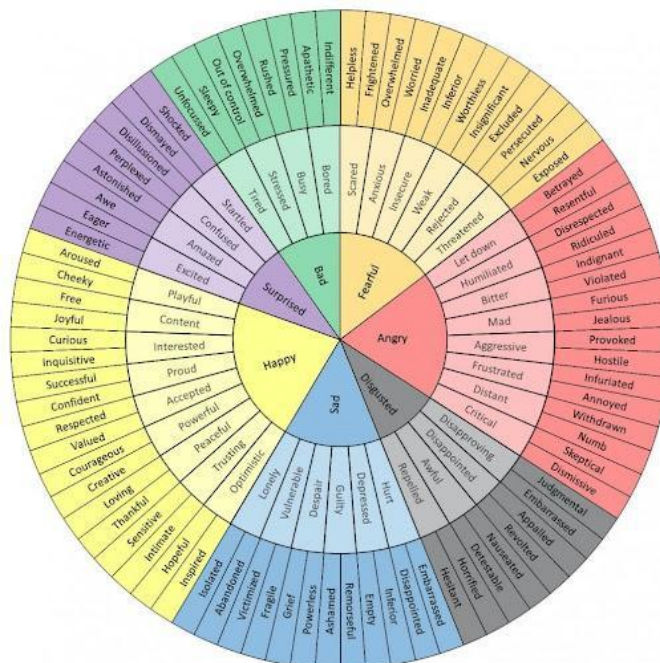 Bad
Fearful
Angry
Disgusted
Sad
Happy
Surprised
Tired
Stressed
Busy
Bored
Scared
Anxious
Insecure
Weak
Rejected
Threatened
Let down
Humiliated
Bitter
Mad
Aggressive
Frustrated
Distant
Critical
Disapproving
Disappointed
Awful
Repelled
Hurt
Depressed
Guilty
Despair
Vulnerable
Lonely
Optimistic
Trusting
Peaceful
Powerful
Accepted
Proud
Interested
Content
Playful
Excited
Amazed
Confused
Startled
Unfocussed
Sleepy
Out of control
Overwhelmed
Rushed
Pressured
Apathetic
Indifferent
Helpless
Frightened
Overwhelmed
Worried
Inadequate
Inferior
Worthless
Insignificant
Excluded
Persecuted
Nervous
Exposed
Betrayed
Resentful
Disrespected
Ridiculed
Indignant
Violated
Furious
Jealous
Provoked
Hostile
Infuriated
Annoyed
Withdrawn
Numb
Skeptical
Dismissive
Judgmental
Embarrassed
Appalled
Revolted
Nauseated
Detestable
Horrified
Hesitant
Embarrassed
Disappointed
Inferior
Empty
Remorseful
Ashamed
Powerless
Grief
Fragile
Victimized
Abandoned
Isolated
Inspired
Hopeful
Intimate
Sensitive
Thankful
Loving
Creative
Courageous
Valued
Respected
Confident
Successful
Inquisitive
Curious
Joyful
Free
Cheeky
Aroused
Energetic
Eager
Awe
Astonished
Perplexed
Disillusioned
Dismayed
Shocked